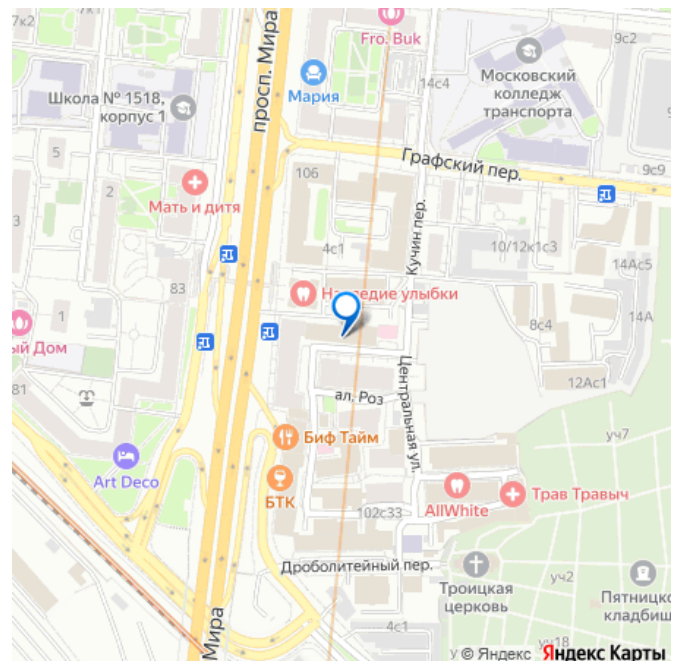 7к2
7к1
Fro. Buk
9с2
просп. Мира
14с4
Московский
колледж
транспорта
Мария
Школа № 1518,
корпус 1
5
106
Графский пер.
9с9
2
Мать и дитя
3
4с1
Кучин пер.
10/12к1с3
14Ас5
83
Наследие улыбки
1
14А
8с4
ый Дом
81
12Ас1
ал. Роз
Центральная ул.
уч7
Биф Тайм
Art Deco
БТК
AllWhite
Трав Травыч
102с33
Дроболитейный пер.
Троицкая
церковь
уч2
Пятницко
кладбищ
4с1
Мира
уч18
© Яндекс Яндекс Карты